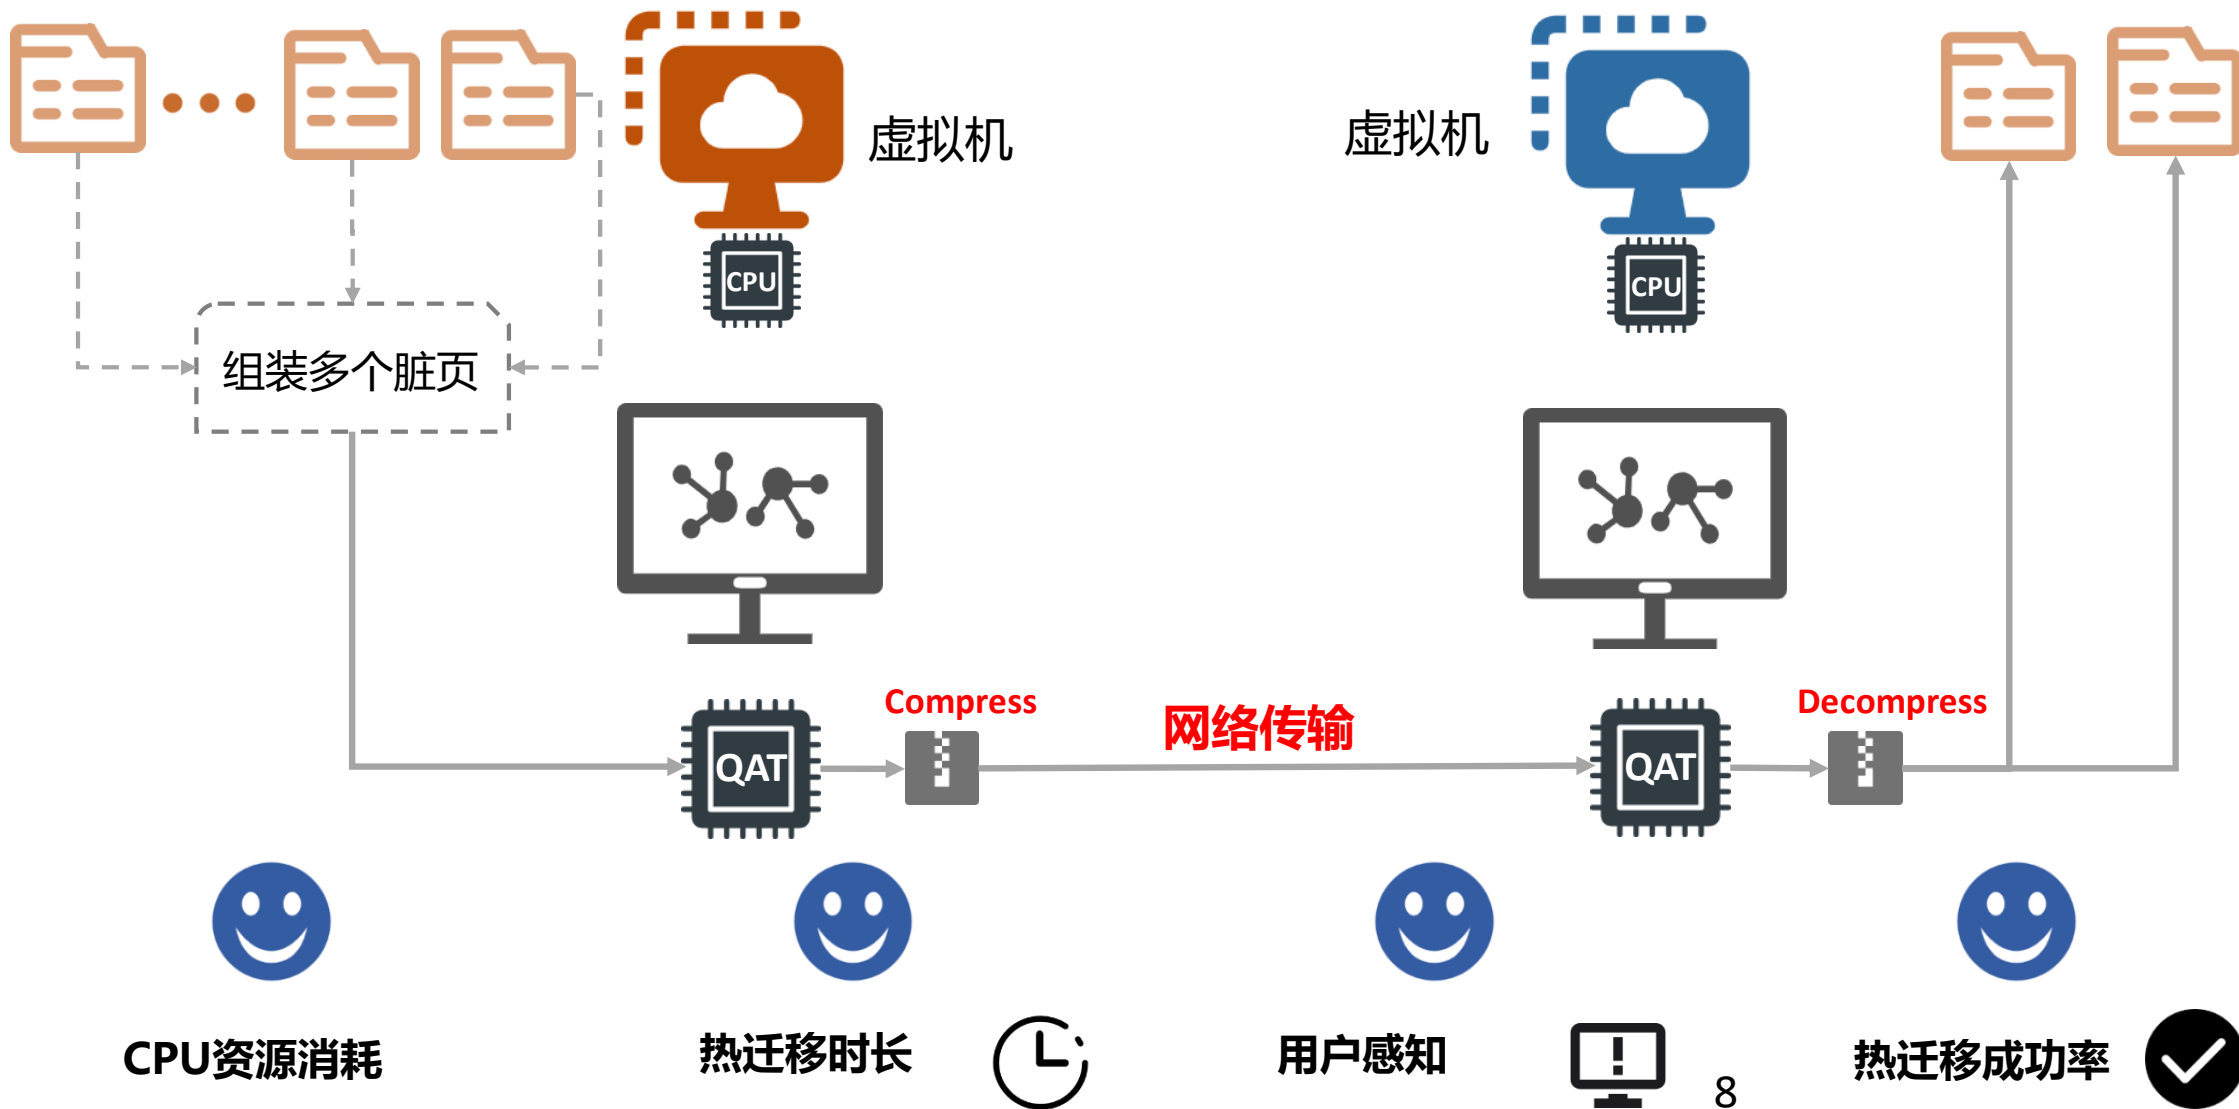 虚拟机
虚拟机
CPU
CPU
组装多个脏页
Compress
网络传输
Decompress
QAT
QAT
CPU资源消耗
热迁移时长
用户感知
热迁移成功率
8